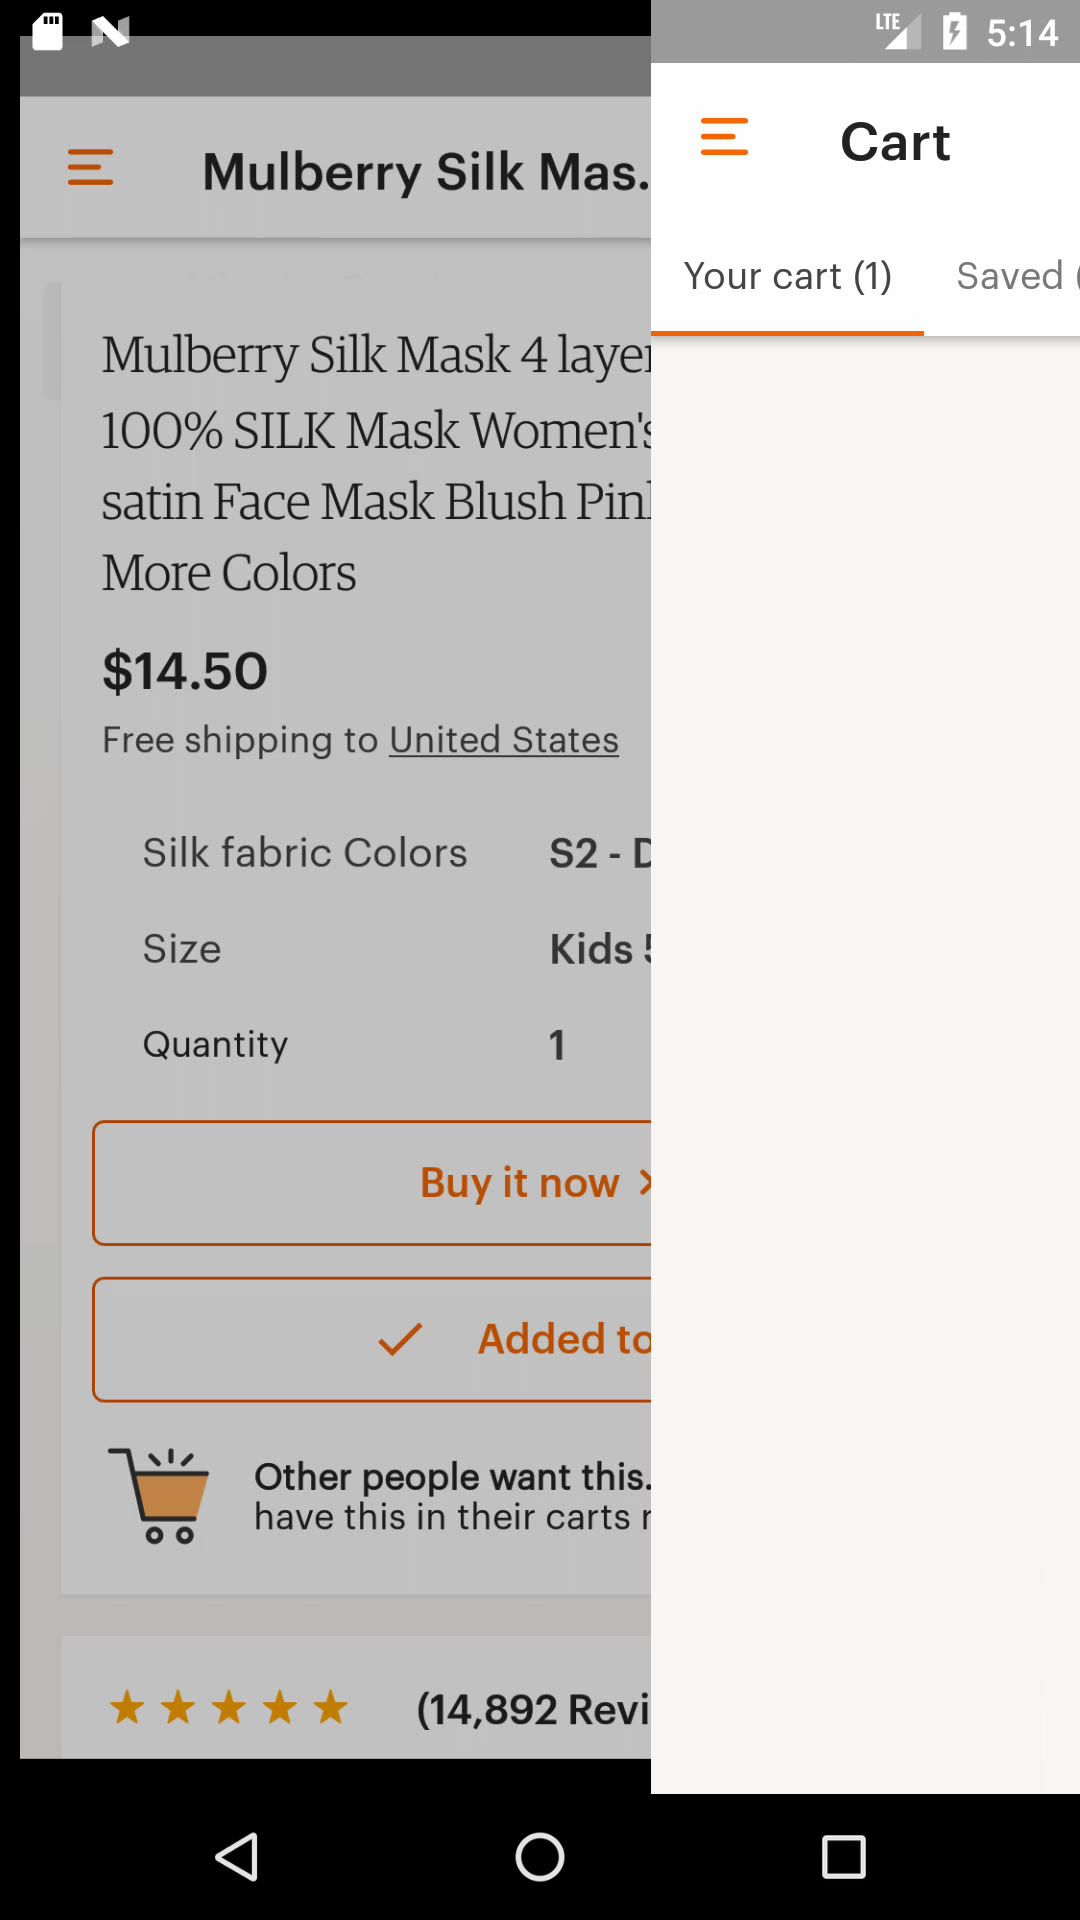 LTE 5:14
Mulberry Silk Mas.
Cart
Your cart (1)
Saved (
Mulberry Silk Mask 4 layer
100% SILK Mask Women's
satin Face Mask Blush Pink
More Colors
$14.50
Free shipping to United States
Silk fabric Colors S2 - D
Size Kids 5
Quantity 1
Buy it now
Added to
Other people want this.
have this in their carts r
(14,892 Revi